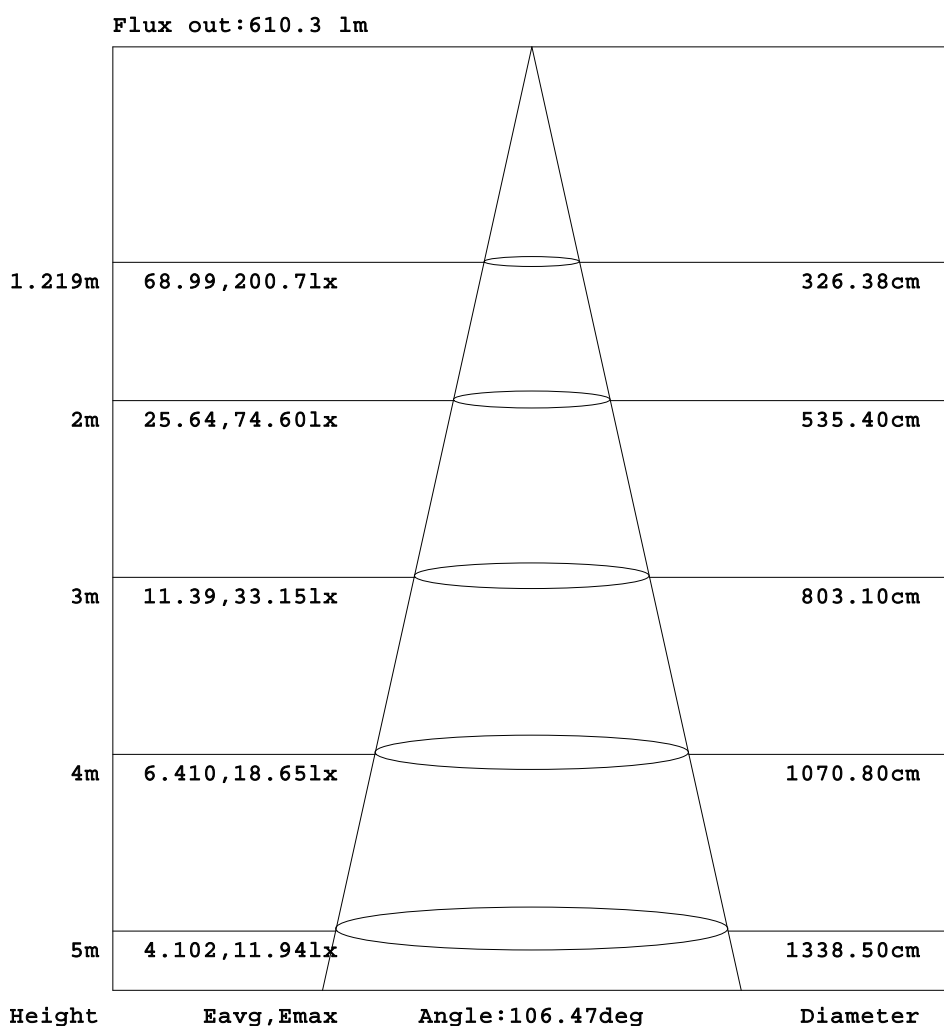 Flux out:610.3 lm
1.219m 68.99,200.7lx 326.38cm
2m 25.64,74.60lx 535.40cm
3m 11.39,33.15lx 803.10cm
4m 6.410,18.65lx 1070.80cm
5m 4.102,11.94lx 1338.50cm
Height Eavg,Emax Angle:106.47deg Diameter